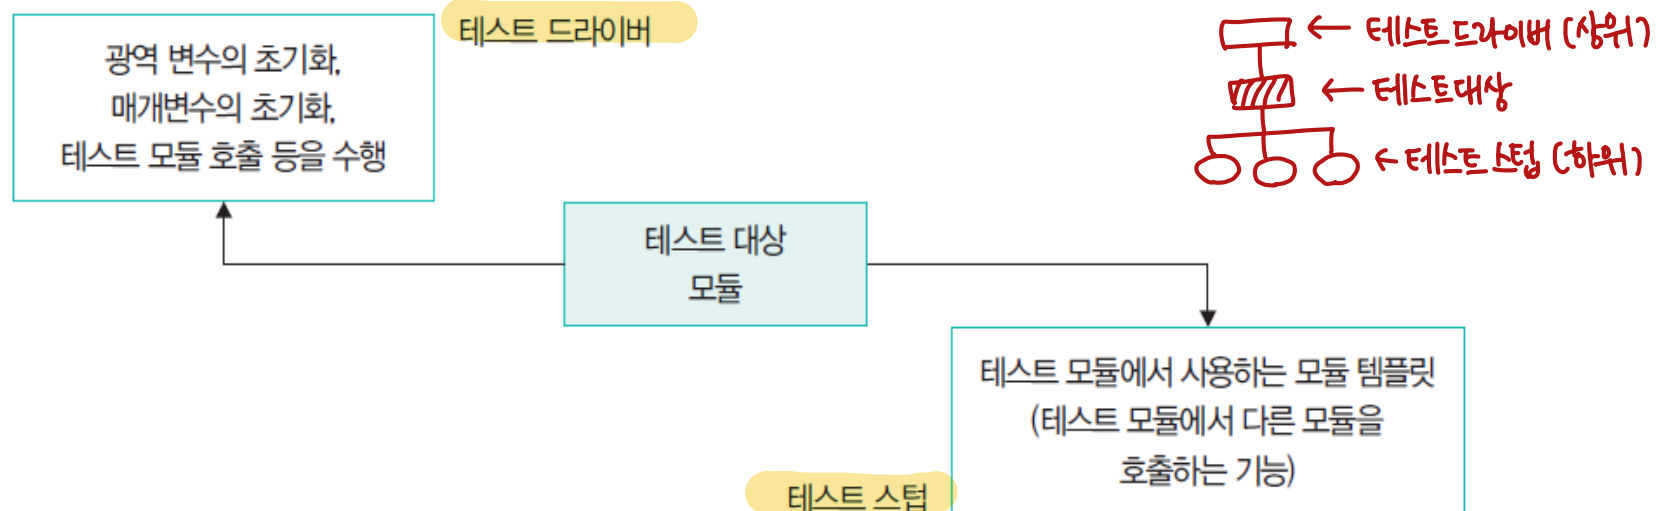 테스트 드라이버
광역 변수의 초기화,
매개변수의 초기화,
테스트 모듈 호출 등을 수행
← 테스트드라이버 (상위)
← 테스트대상
← 테스트 스텁 (하위)
테스트 대상
모듈
테스트 모듈에서 사용하는 모듈 템플릿
(테스트 모듈에서 다른 모듈을
호출하는 기능)
테스트 스텁